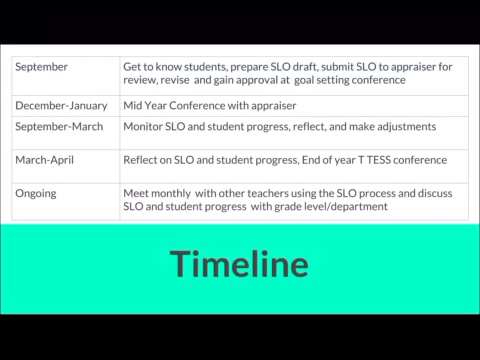 September
Get to know students, prepare SLO draft, submit SLO to appraiser for
review, revise and gain approval at goal setting conference
December-January
Mid Year Conference with appraiser
September-March
Monitor SLO and student progress, reflect, and make adjustments
March-April
Reflect on SLO and student progress, End of year T TESS conference
Ongoing
Meet monthly with other teachers using the SLO process and discuss
SLO and student progress with grade level/department
Timeline